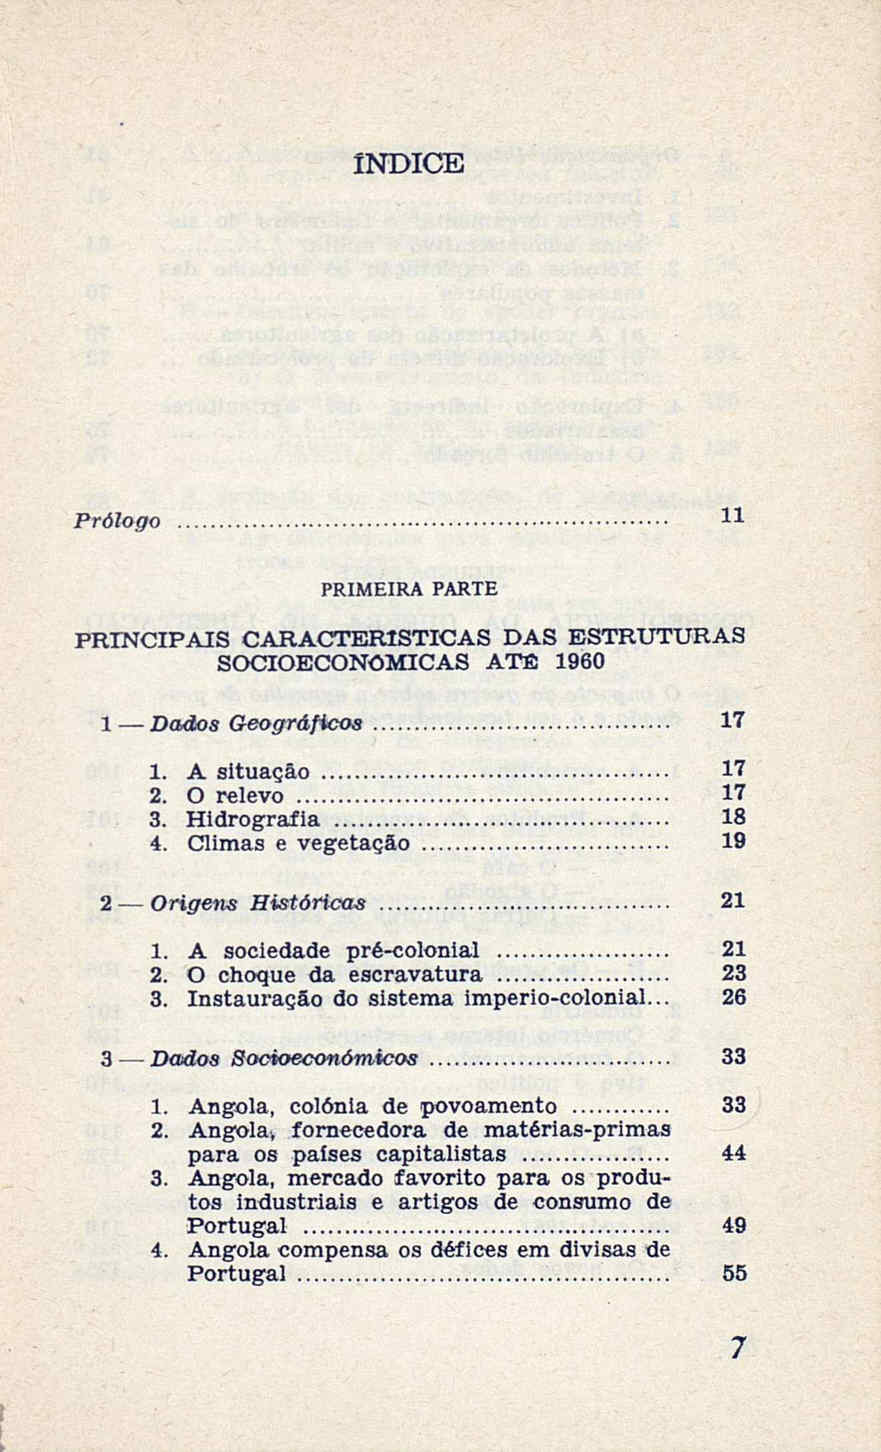 ÍNDICE
Prólogo ............................................................ 11
PRIMEIRA PARTE
PRINCIPAIS CARACTERÍSTICAS DAS ESTRUTURAS
SOCIOECONÓMICAS ATÉ 1960
1 — Dados Geográficos .................................... 17
1. A situação .......................................... 17
2. O relevo ............................................. 17
3. Hidrografia ......................................... 18
4. Climas e vegetação .............................. 19
2 — Origens Históricas ................................... 21
1. A sociedade pré-colonial ..................... 21
2. O choque da escravatura ..................... 23
3. Instauração do sistema imperio-colonial... 26
3 — Dados Socioeconómicos ............................. 33
1. Angola, colónia de povoamento ............ 33
2. Angola, fornecedora de matérias-primas
para os países capitalistas .................. 44
3. Angola, mercado favorito para os produ-
tos industriais e artigos de consumo de
Portugal ............................................ 49
4. Angola compensa os défices em divisas de
Portugal ............................................. 55
7